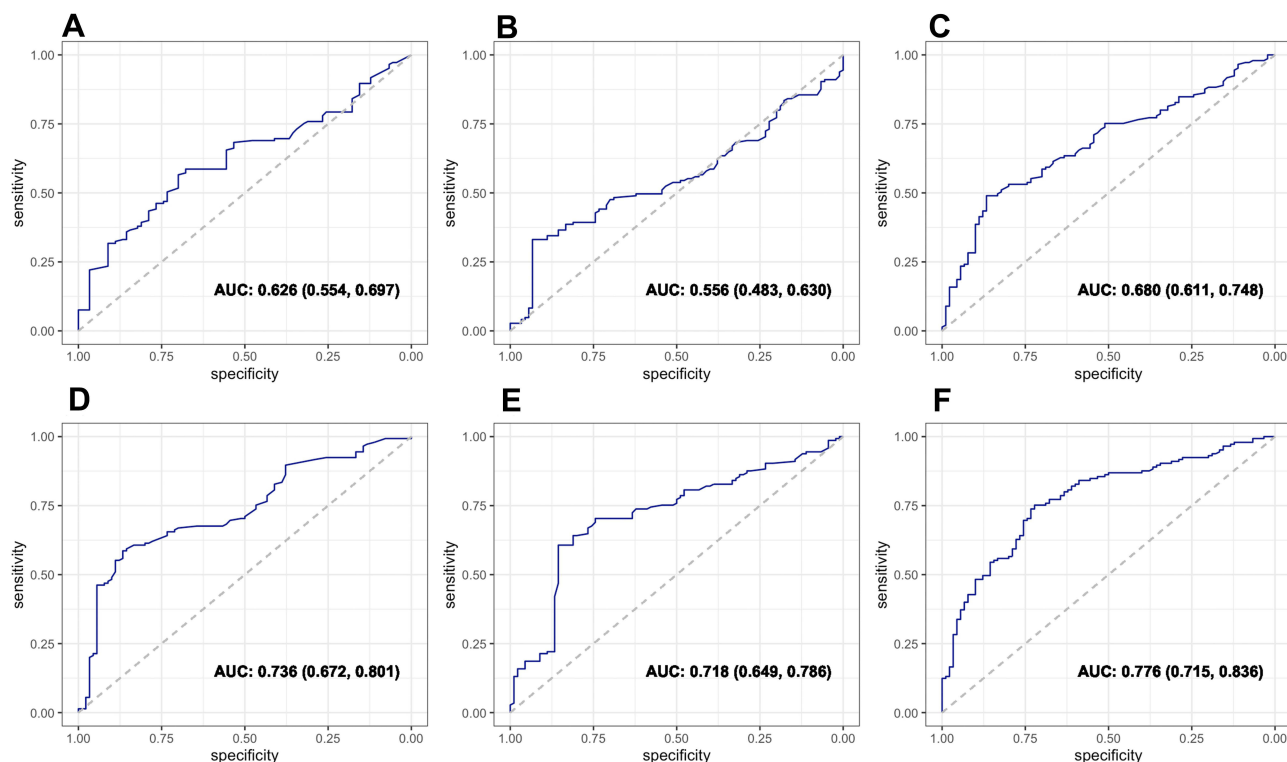 A
1.00
0.75
0.50
0.25
0.00
sensitivity
AUC: 0.626 (0.554, 0.697)
1.00 0.75 0.50 0.25 0.00
specificity
B
1.00
0.75
0.50
0.25
0.00
sensitivity
AUC: 0.556 (0.483, 0.630)
1.00 0.75 0.50 0.25 0.00
specificity
C
1.00
0.75
0.50
0.25
0.00
sensitivity
AUC: 0.680 (0.611, 0.748)
1.00 0.75 0.50 0.25 0.00
specificity
D
1.00
0.75
0.50
0.25
0.00
sensitivity
AUC: 0.736 (0.672, 0.801)
1.00 0.75 0.50 0.25 0.00
specificity
E
1.00
0.75
0.50
0.25
0.00
sensitivity
AUC: 0.718 (0.649, 0.786)
1.00 0.75 0.50 0.25 0.00
specificity
F
1.00
0.75
0.50
0.25
0.00
sensitivity
AUC: 0.776 (0.715, 0.836)
1.00 0.75 0.50 0.25 0.00
specificity